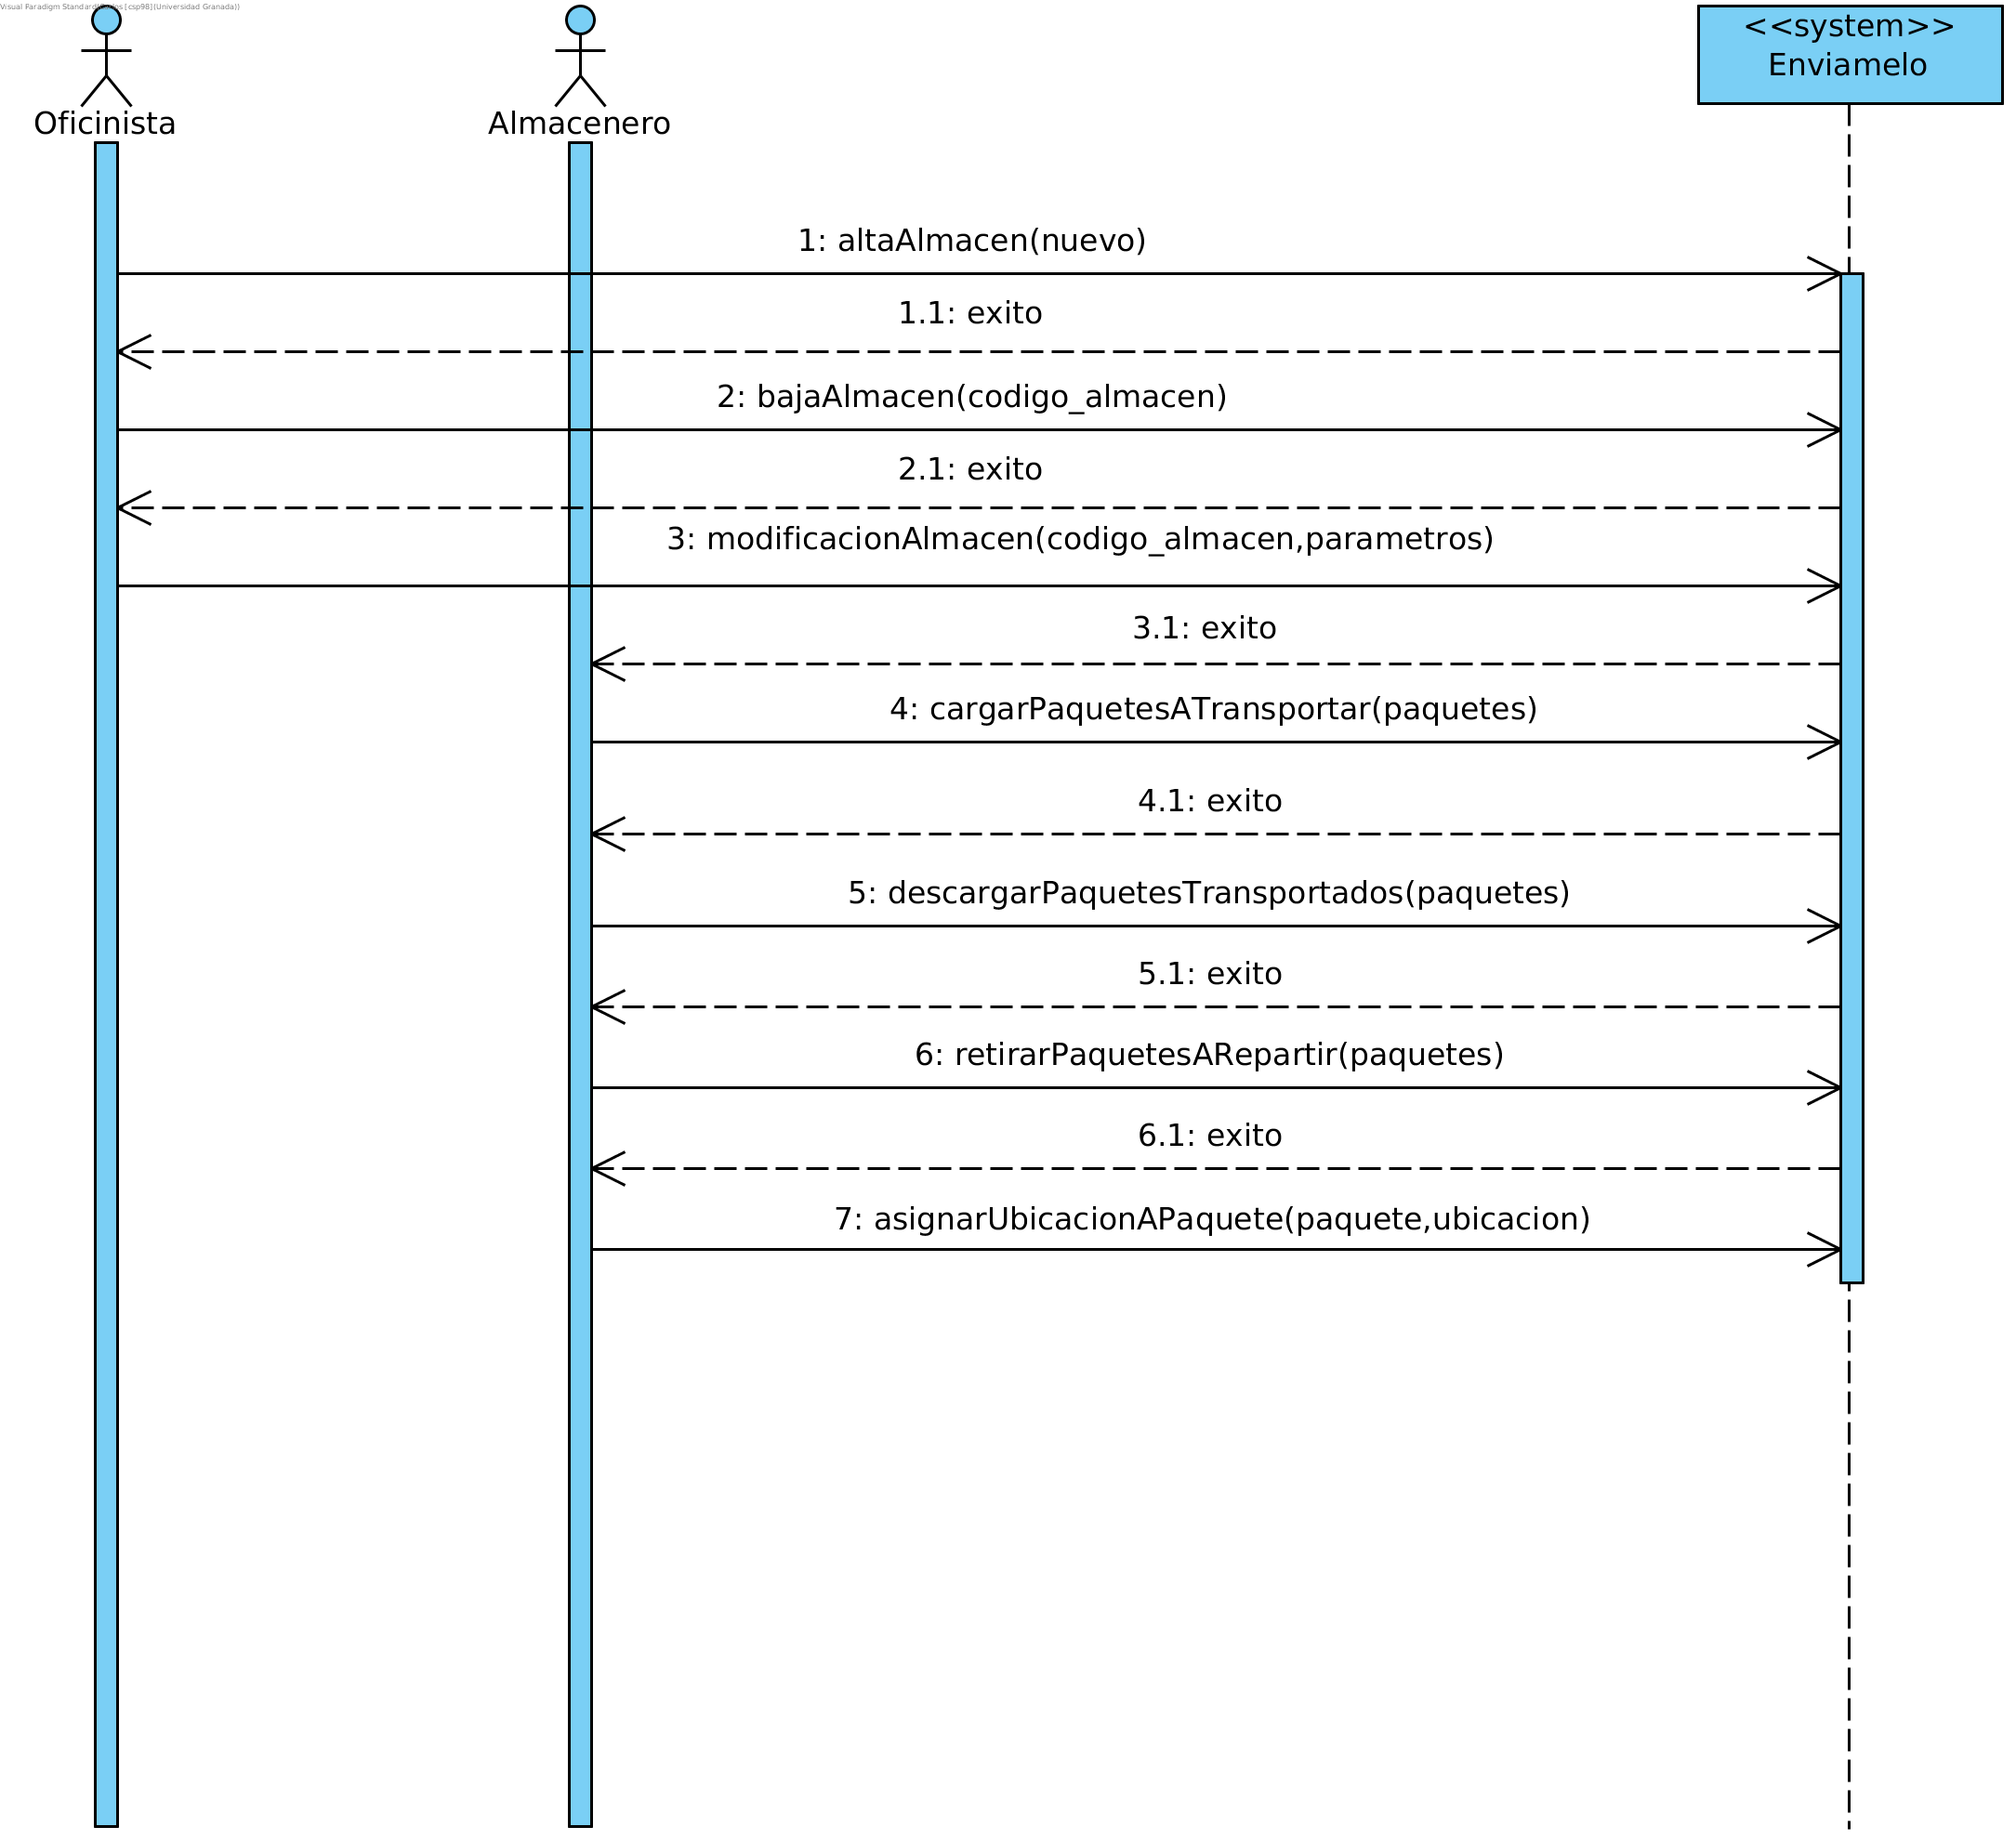 Visual Paradigm Standard(Carlos [csp98](Universidad Granada))
Oficinista
Almacenero
<<system>>
Enviamelo
1: altaAlmacen(nuevo)
1.1: exito
2: bajaAlmacen(codigo_almacen)
2.1: exito
3: modificacionAlmacen(codigo_almacen,parametros)
3.1: exito
4: cargarPaquetesATransportar(paquetes)
4.1: exito
5: descargarPaquetesTransportados(paquetes)
5.1: exito
6: retirarPaquetesARepartir(paquetes)
6.1: exito
7: asignarUbicacionAPaquete(paquete,ubicacion)